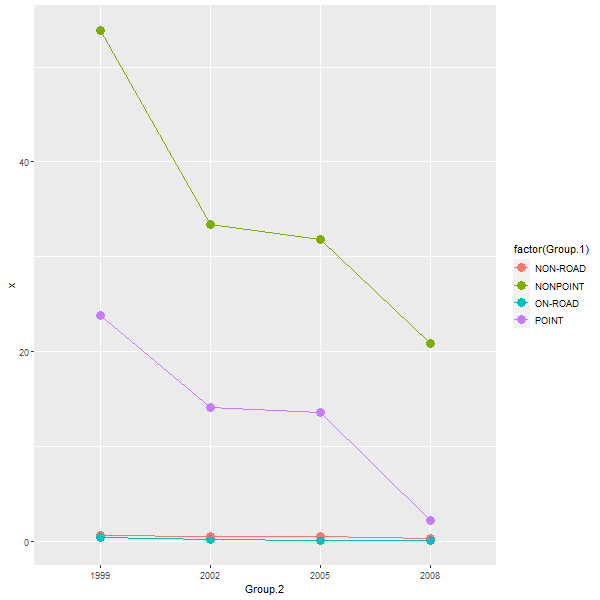 40
20
0
x
1999 2002 2005 2008
Group.2
factor(Group.1)
NON-ROAD
NONPOINT
ON-ROAD
POINT